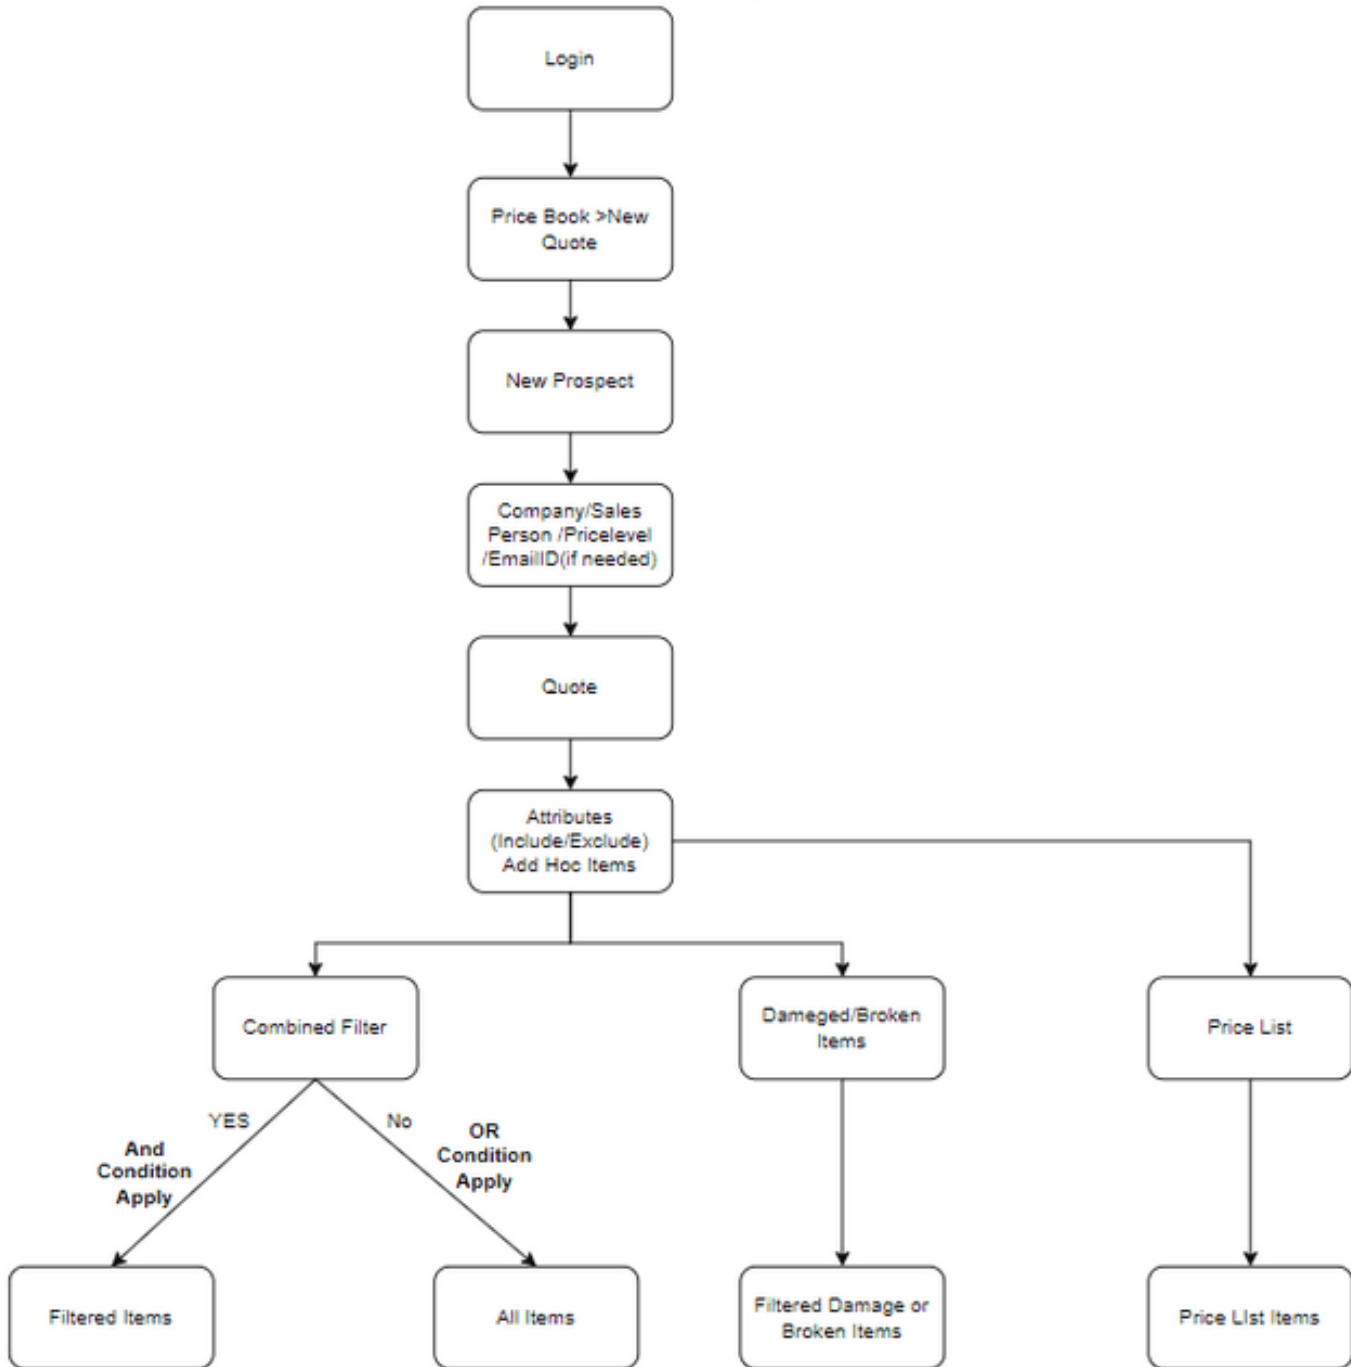 Login
Price Book >New
Quote
New Prospect
Company/Sales
Person /Pricelevel
/EmailID(if needed)
Quote
Attributes
(Include/Exclude)
Add Hoc Items
Combined Filter
Dameged/Broken
Items
Price List
YES
And
Condition
Apply
No
OR
Condition
Apply
Filtered Items
All Items
Filtered Damage or
Broken Items
Price LIst Items